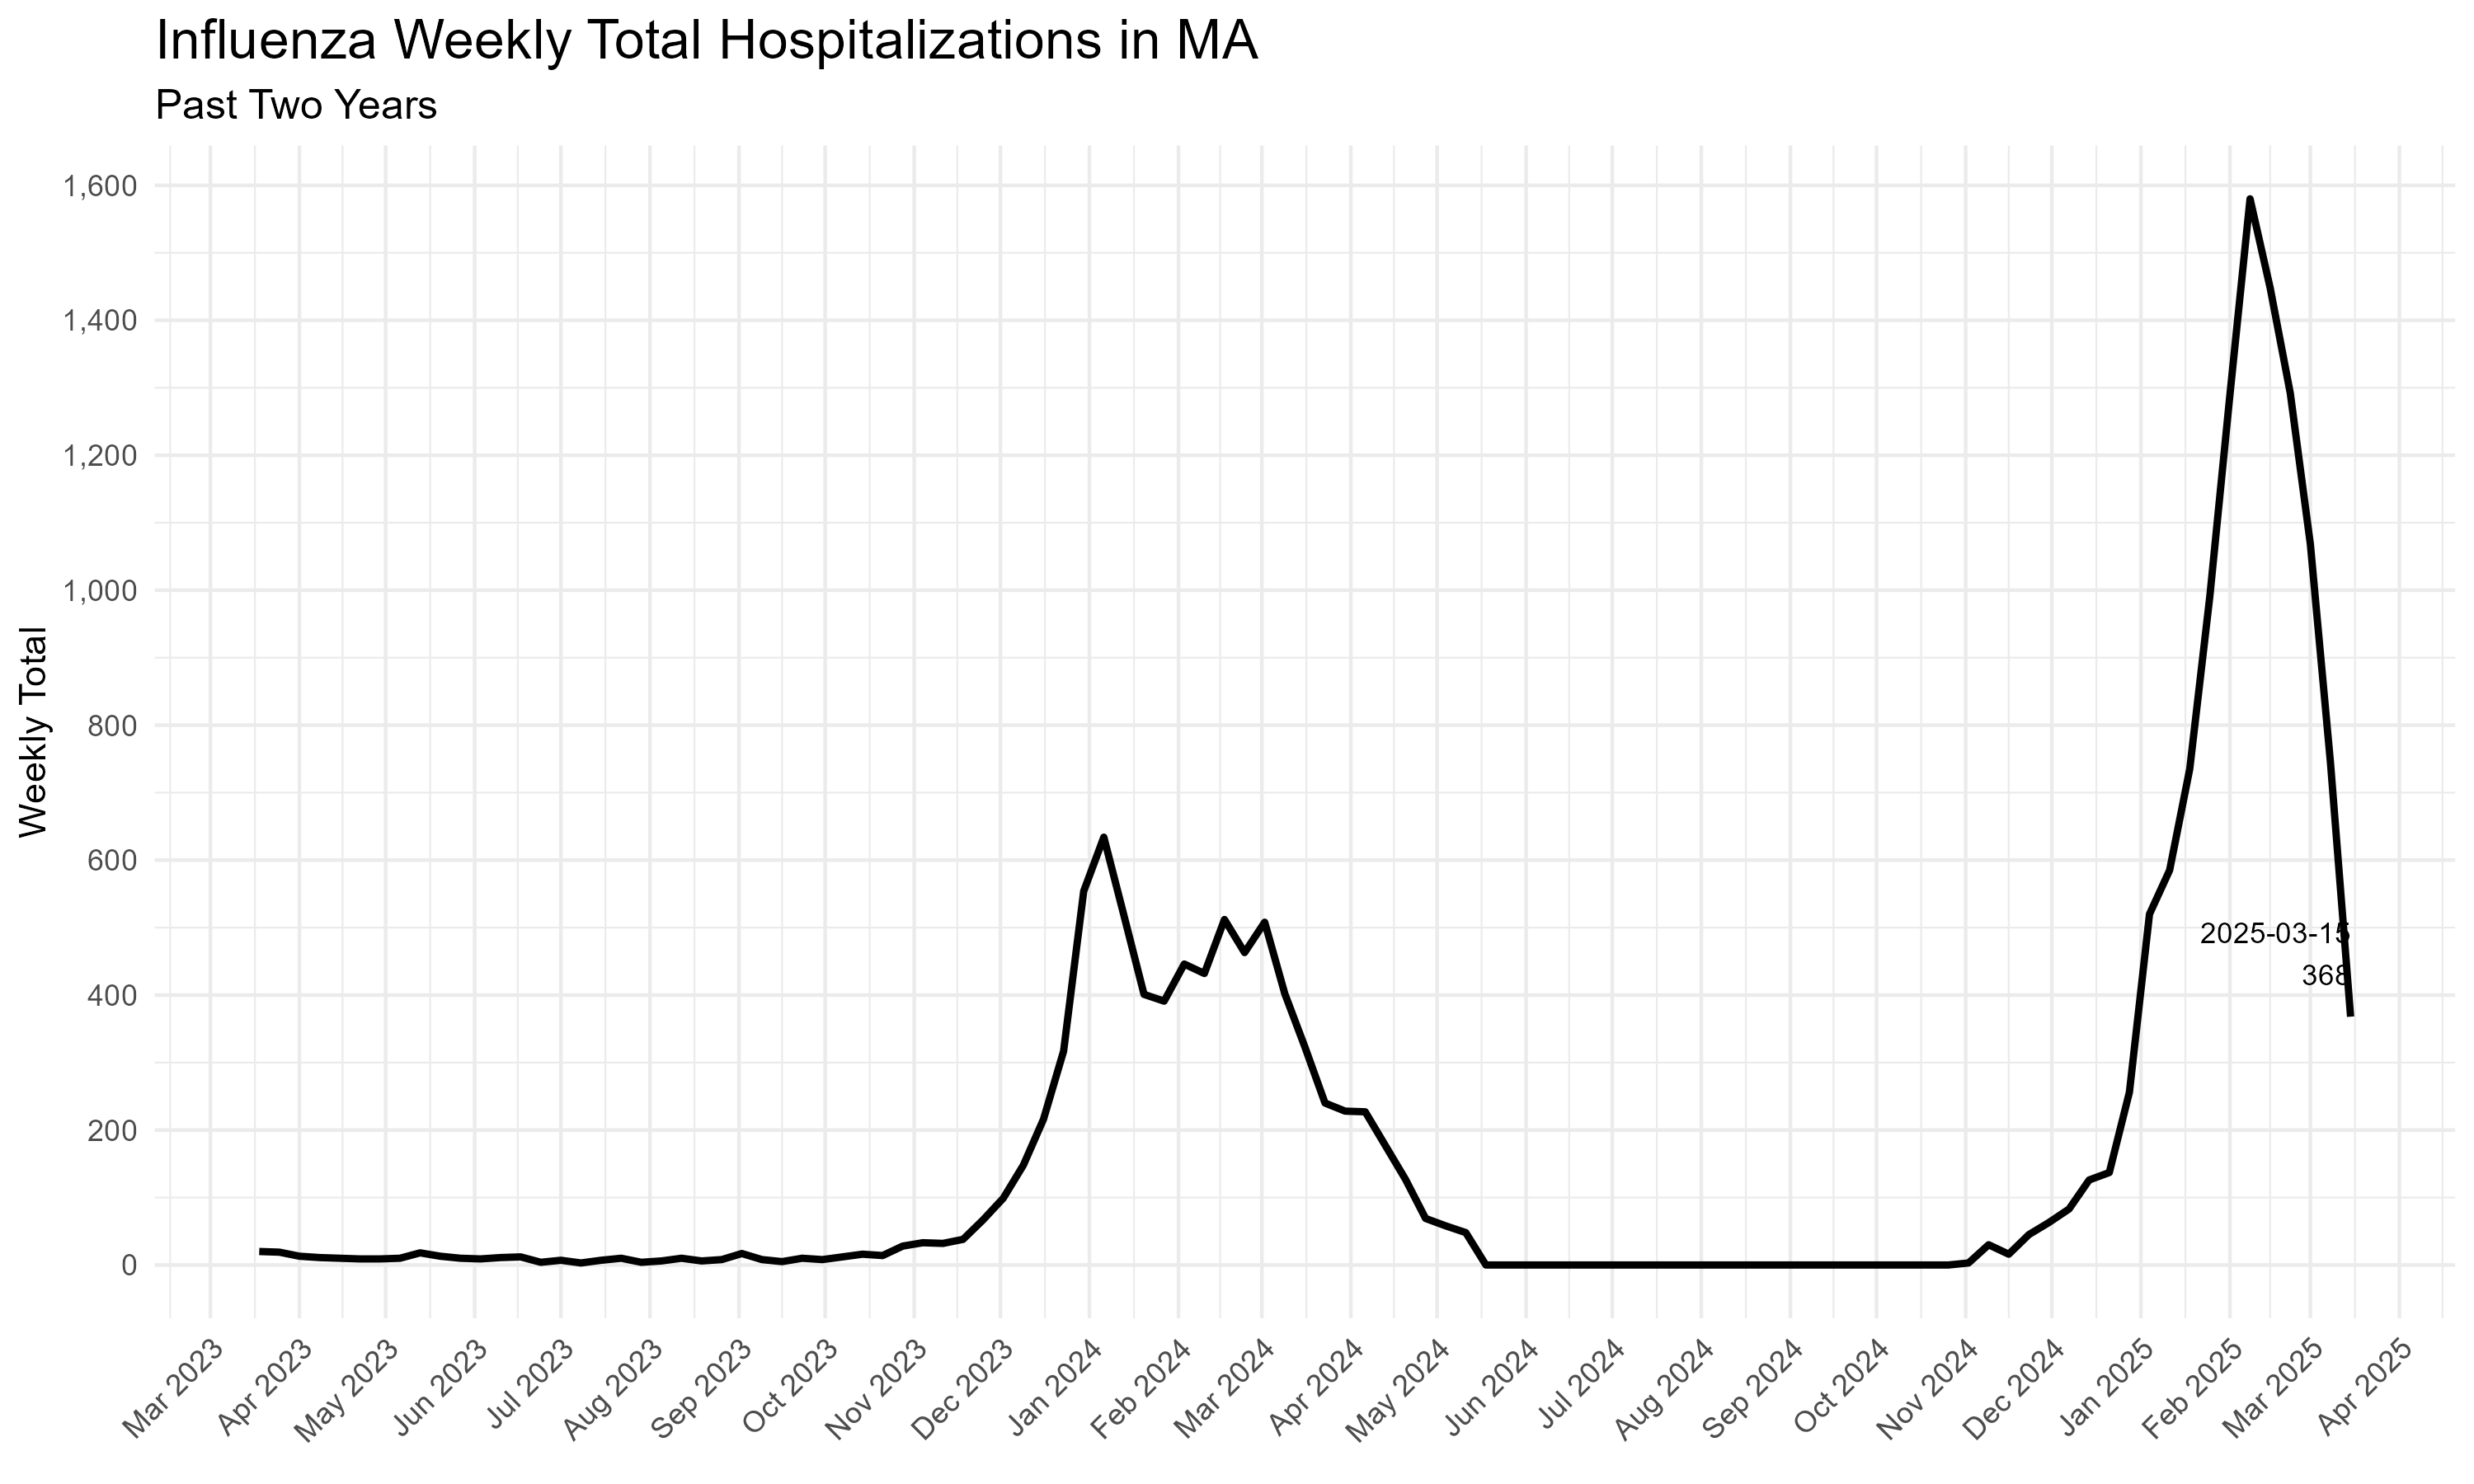 Influenza Weekly Total Hospitalizations in MA
Past Two Years
Weekly Total
1,600
1,400
1,200
1,000
800
600
400
200
0
2025-03-15
368
Mar 2023
Apr 2023
May 2023
Jun 2023
Jul 2023
Aug 2023
Sep 2023
Oct 2023
Nov 2023
Dec 2023
Jan 2024
Feb 2024
Mar 2024
Apr 2024
May 2024
Jun 2024
Jul 2024
Aug 2024
Sep 2024
Oct 2024
Nov 2024
Dec 2024
Jan 2025
Feb 2025
Mar 2025
Apr 2025